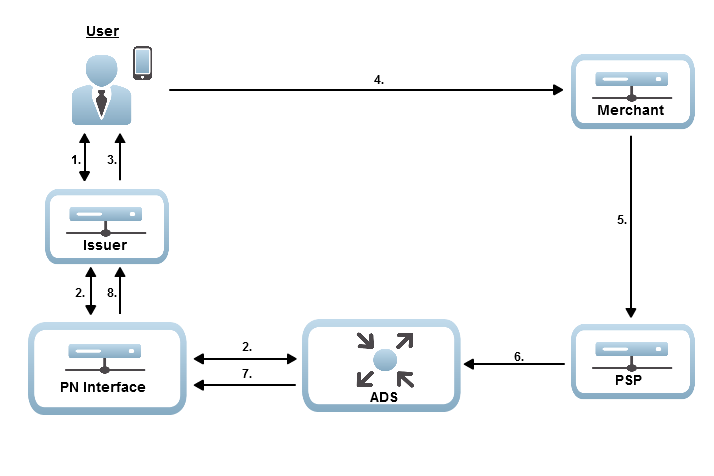 User
4.
Merchant
1.
3.
5.
Issuer
2.
8.
2.
6.
7.
PN Interface
ADS
PSP